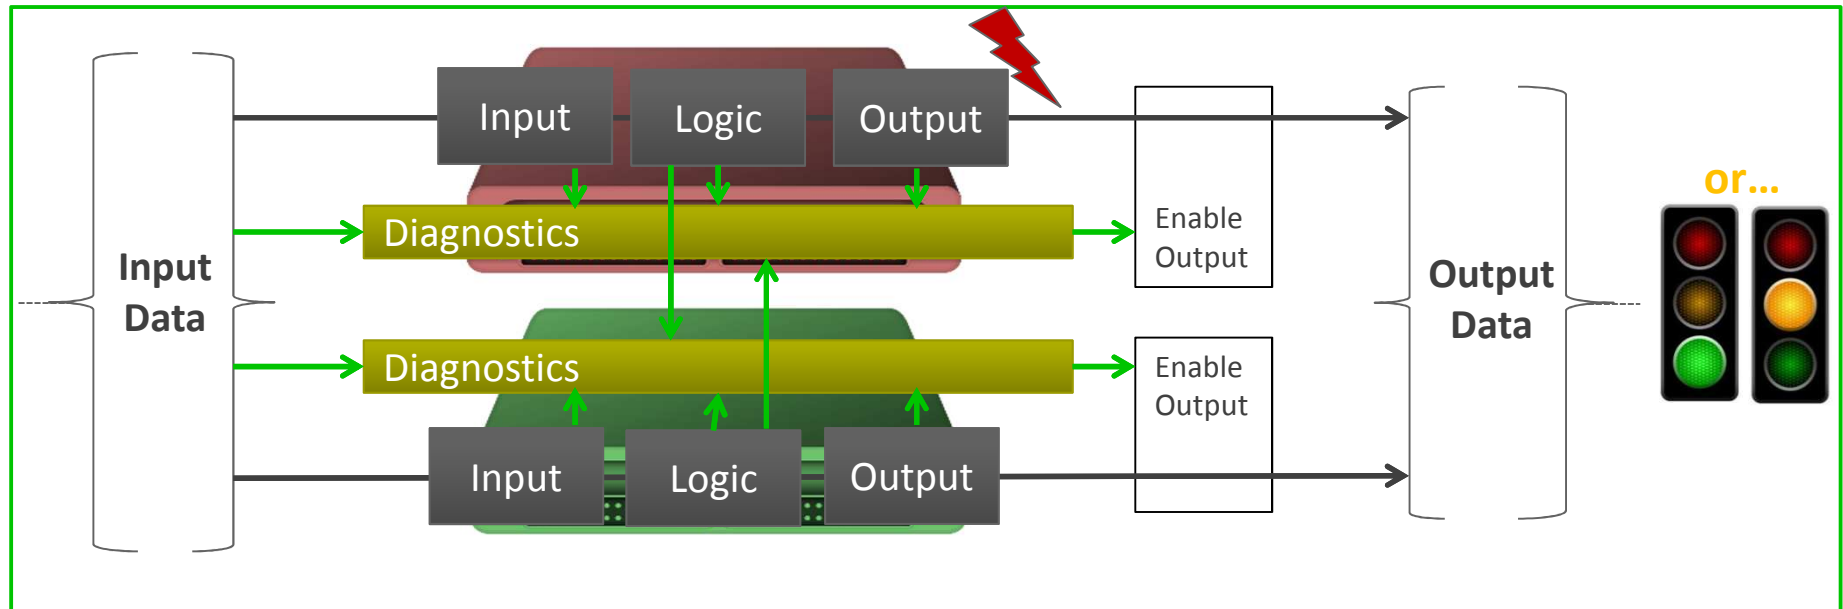 Input
Data
Input
Logic
Output
Diagnostics
Enable
Output
Diagnostics
Enable
Output
Input
Logic
Output
Output
Data
or...